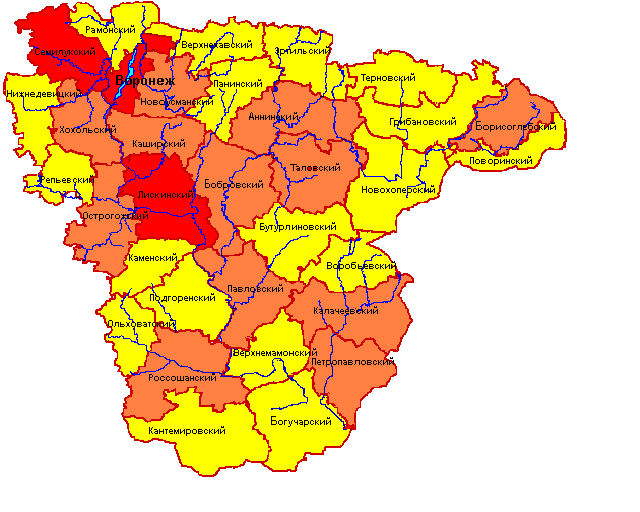 Рамонский
Семилукский
Верхнехавский
Эртильский
Воронеж
Терновский
Панинский
Нижнедевицкий
Новоусманский
Аннинский
Грибановский
Хохольский
Борисоглебский
Каширский
Поворинский
Таловский
Репьевский
Бобровский
Лискинский
Новохоперский
Острогожский
Бутурлиновский
Каменский
Воробьевский
Павловский
Подгоренский
Калачеевский
Ольховатский
Верхнемамонский
Петропавловский
Россошанский
Богучарский
Кантемировский